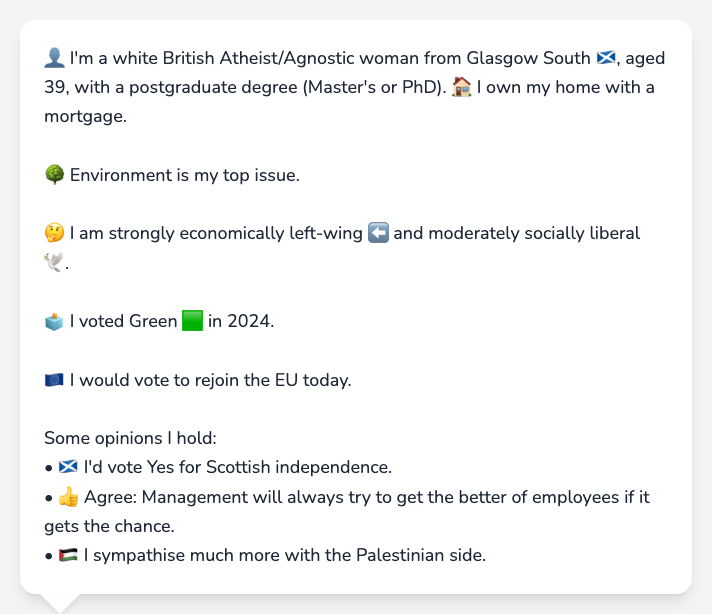 👤 I'm a white British Atheist/Agnostic woman from Glasgow South 🏴󠁧󠁢󠁳󠁣󠁴󠁿, aged
39, with a postgraduate degree (Master's or PhD). 🏠 I own my home with a
mortgage.
🌳 Environment is my top issue.
🤔 I am strongly economically left-wing ⬅️ and moderately socially liberal
🕊️.
🗳️ I voted Green 🟩 in 2024.
🇪🇺 I would vote to rejoin the EU today.
Some opinions I hold:
• 🏴󠁧󠁢󠁳󠁣󠁴󠁿 I'd vote Yes for Scottish independence.
• 👍 Agree: Management will always try to get the better of employees if it
gets the chance.
• 🇵🇸 I sympathise much more with the Palestinian side.